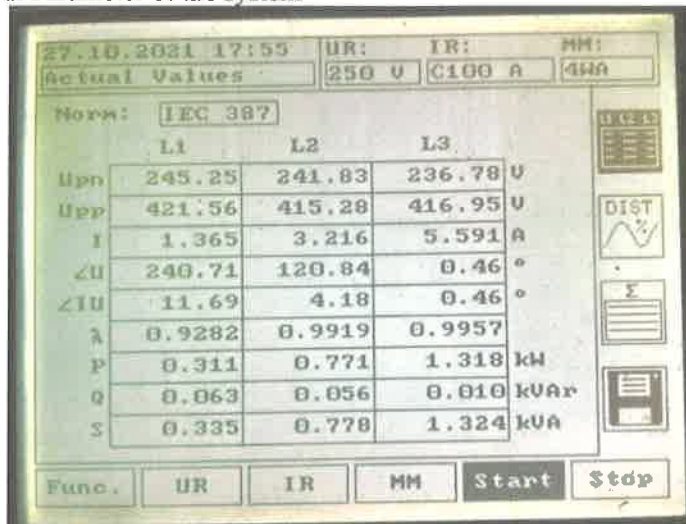 27.10.2021 17:55 UR: IR: MM:
Actual Values 250 V C100 A 4WA
Norm: IEC 387
L1 L2 L3
Upn 245.25 241.83 236.78 V
Upp 421.56 415.28 416.95 V
I 1.365 3.216 5.591 A
∠U 240.71 120.84 0.46 °
∠IU 11.69 4.18 0.46 °
λ 0.9282 0.9919 0.9957
P 0.311 0.771 1.318 kW
Q 0.063 0.056 0.010 kVAr
S 0.335 0.778 1.324 kVA
DIST
%
Σ
Func. UR IR MM Start Stop